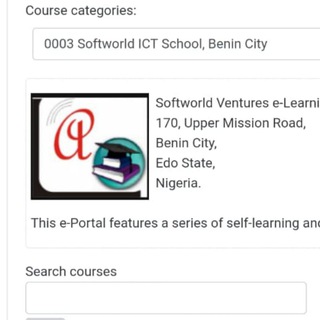 Course categories:
0003 Softworld ICT School, Benin City
Softworld Ventures e-Learni
170, Upper Mission Road,
Benin City,
Edo State,
Nigeria.
This e-Portal features a series of self-learning an
Search courses